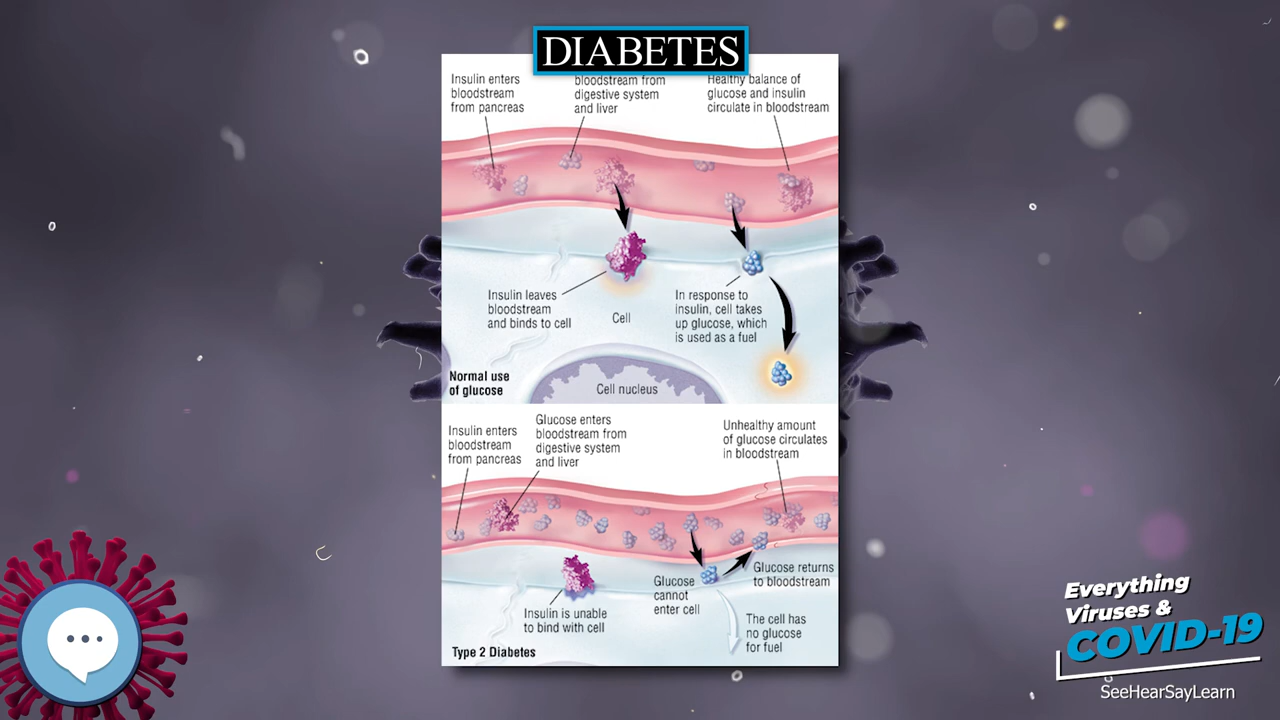 DIABETES
Insulin enters
bloodstream
from pancreas
bloodstream from
digestive system
and liver
Healthy balance of
glucose and insulin
circulate in bloodstream
Insulin leaves
bloodstream
and binds to cell
Cell
In response to
insulin, cell takes
up glucose, which
is used as a fuel
Normal use
of glucose
Cell nucleus
Insulin enters
bloodstream
from pancreas
Glucose enters
bloodstream from
digestive system
and liver
Unhealthy amount
of glucose circulates
in bloodstream
Glucose
cannot
enter cell
Glucose returns
to bloodstream
Insulin is unable
to bind with cell
The cell has
no glucose
for fuel
Type 2 Diabetes
Everything
Viruses &
COVID-19
SeeHearSayLearn